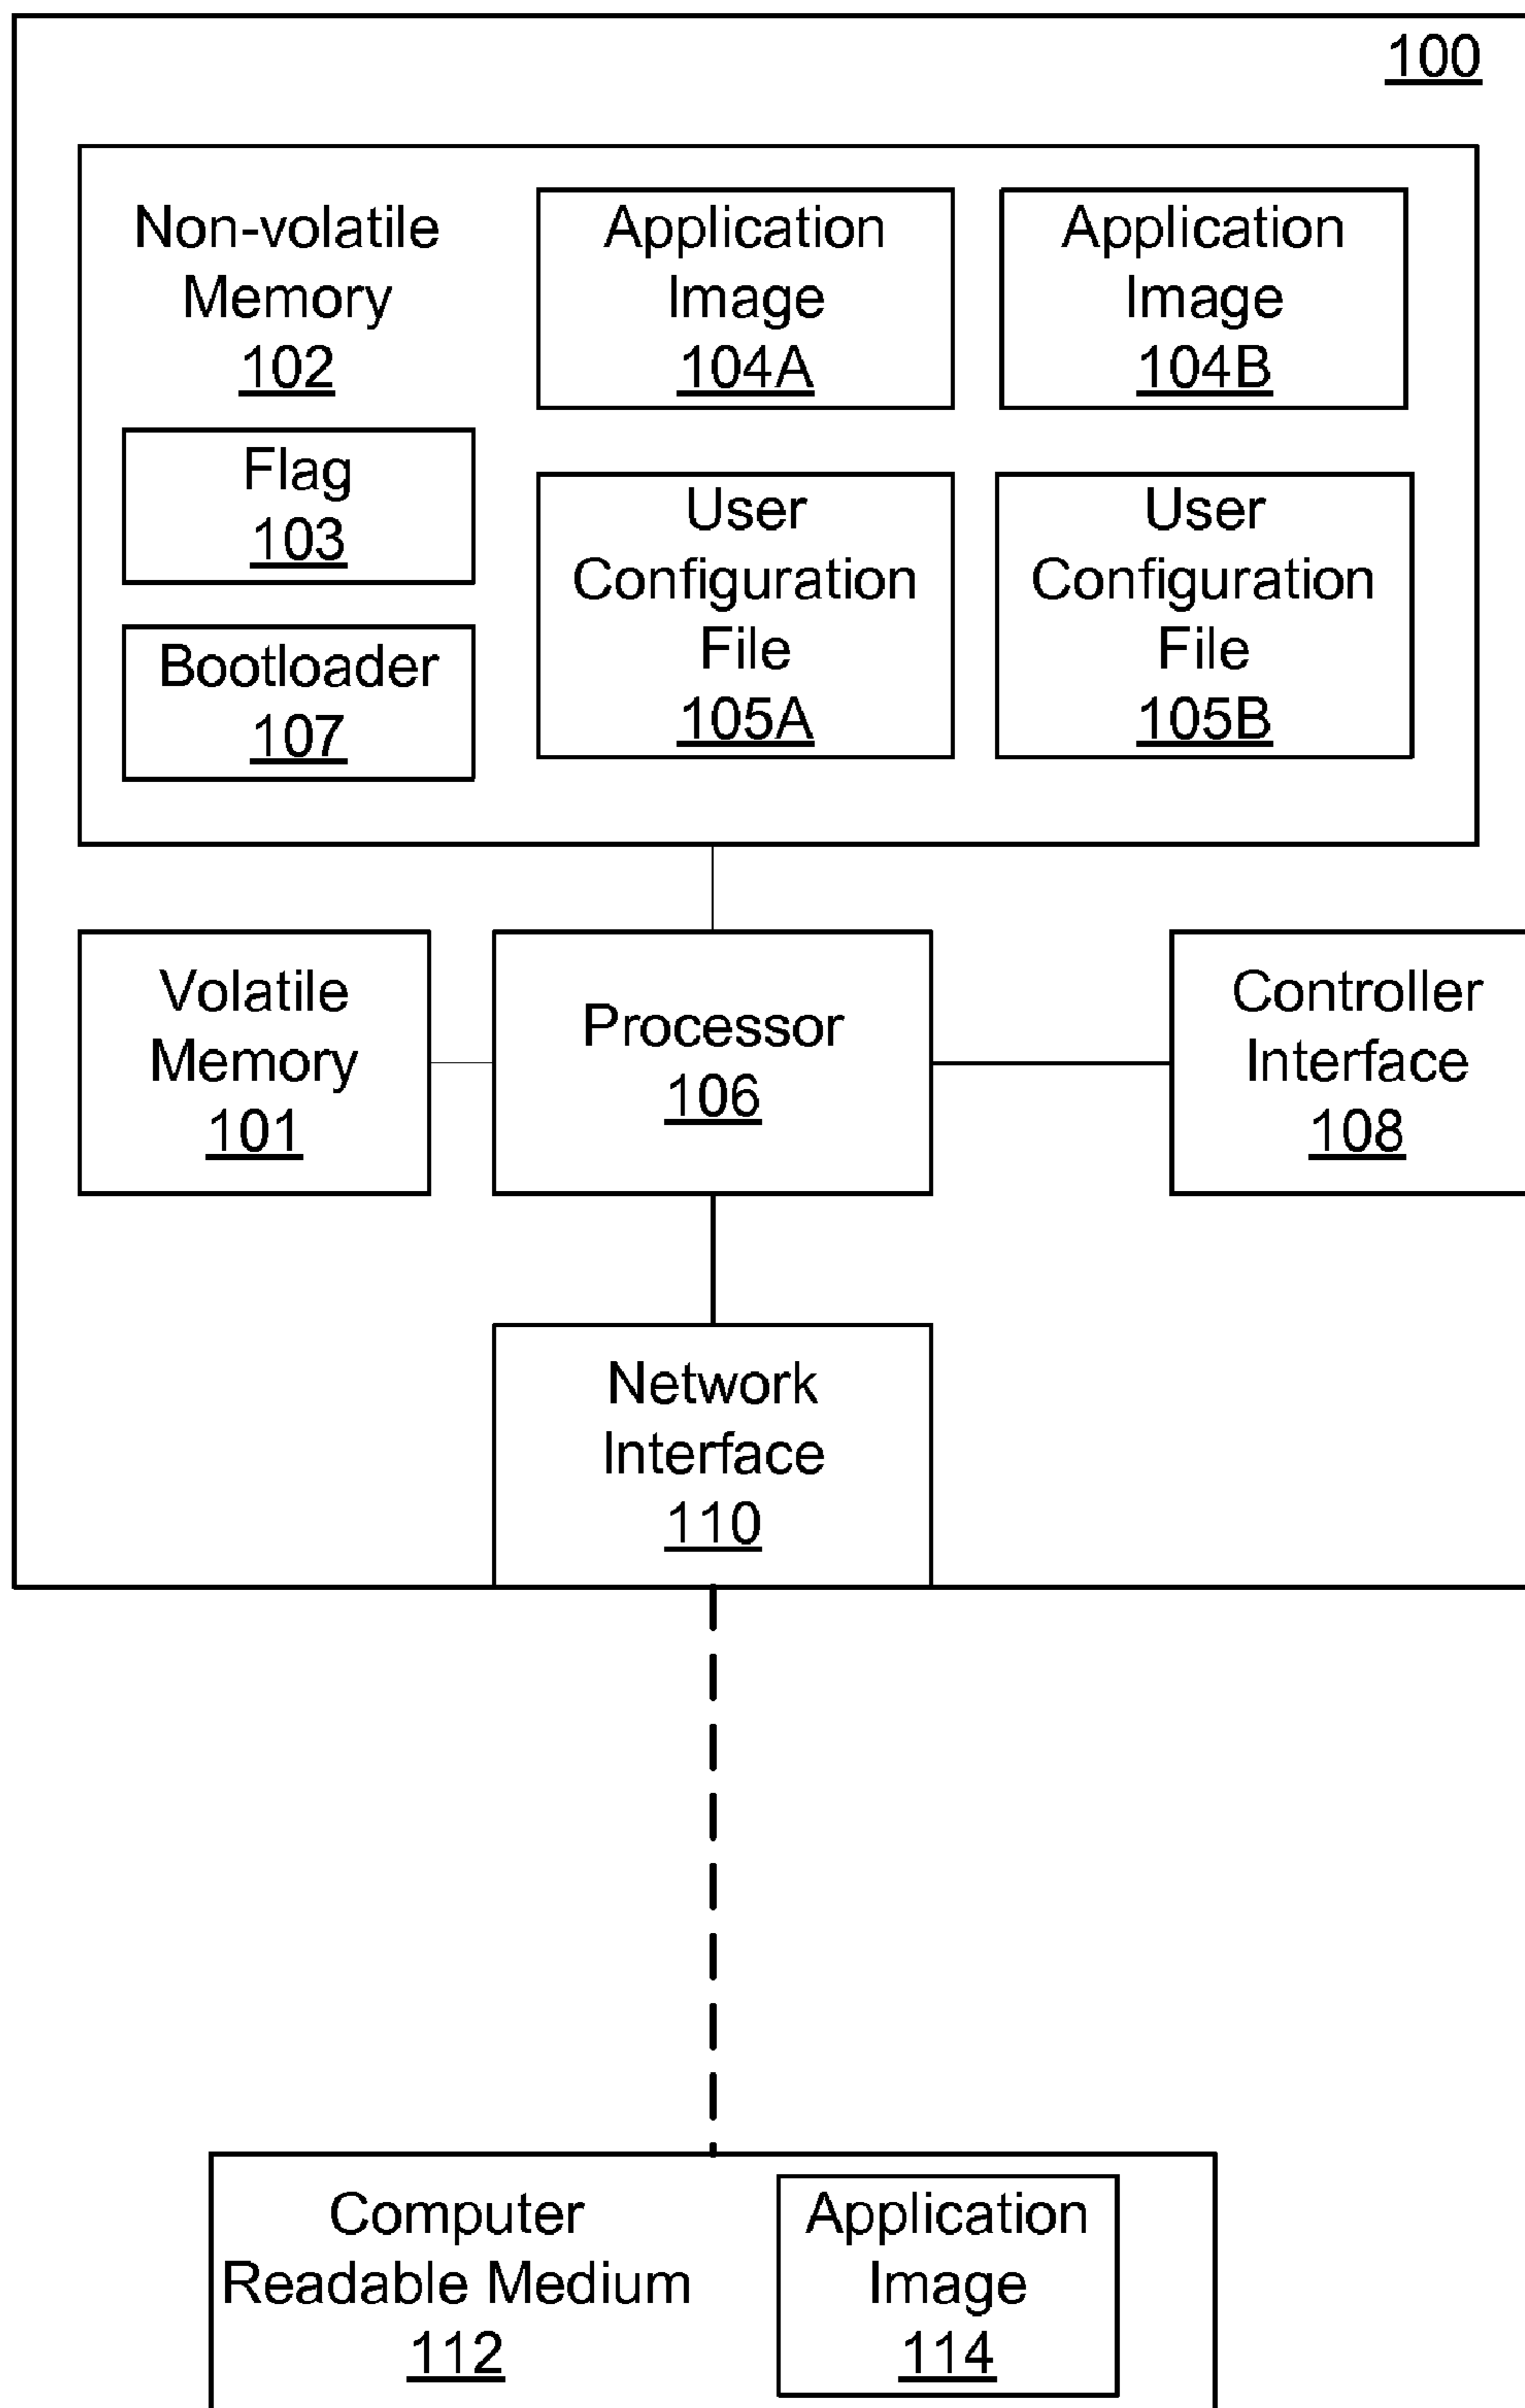 100
Non-volatile
Memory
102
Application
Image
104A
Application
Image
104B
Flag
103
User
Configuration
File
105A
User
Configuration
File
105B
Bootloader
107
Volatile
Memory
101
Processor
106
Controller
Interface
108
Network
Interface
110
Computer
Readable Medium
112
Application
Image
114